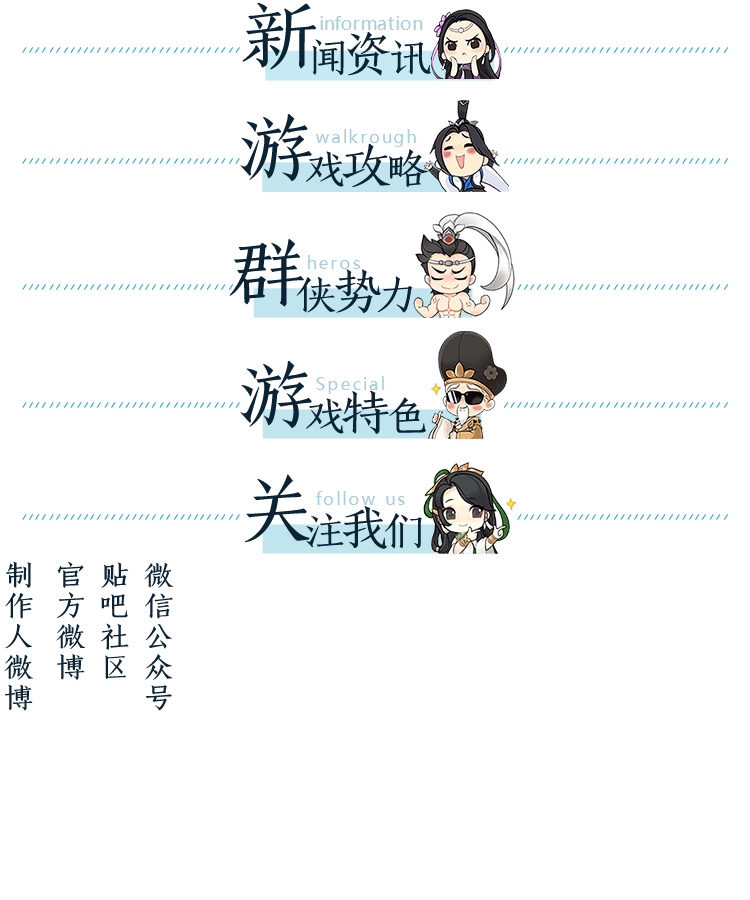 information
新闻资讯
walkrough
游戏攻略
heros
群侠势力
Special
游戏特色
follow us
关注我们
制作人微博
官方微博
贴吧社区
微信公众号